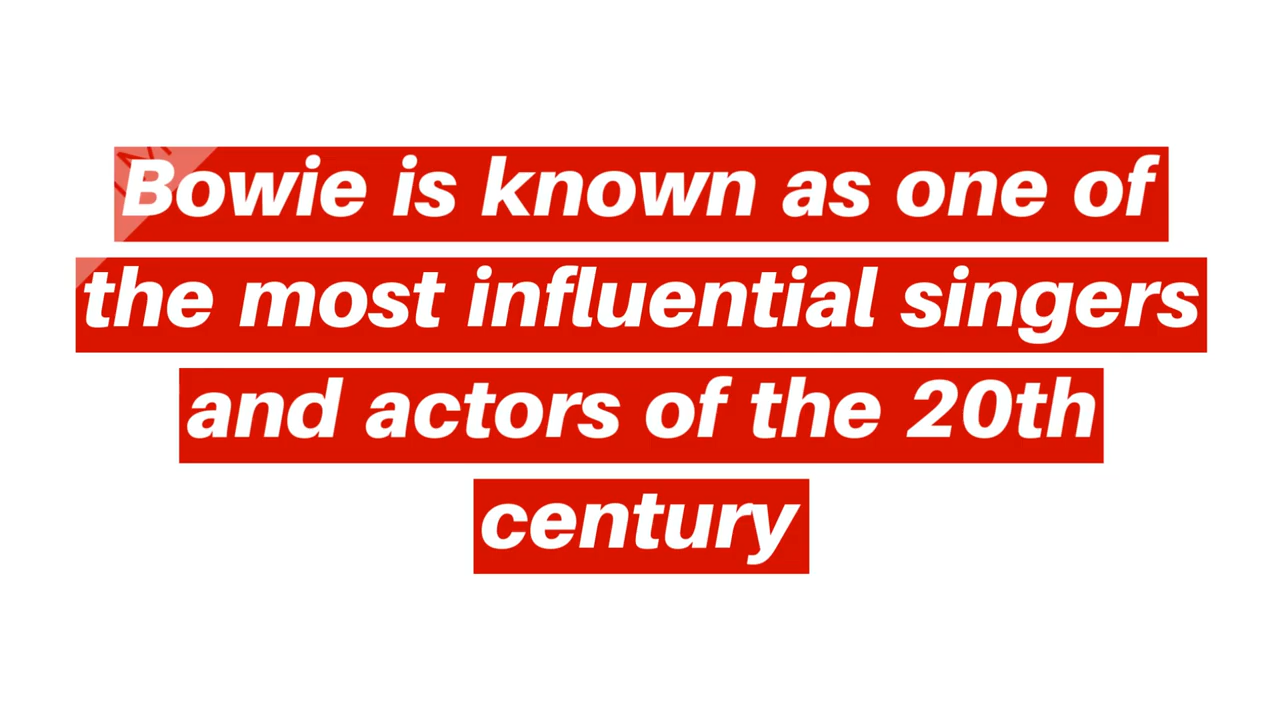 Bowie is known as one of
the most influential singers
and actors of the 20th
century